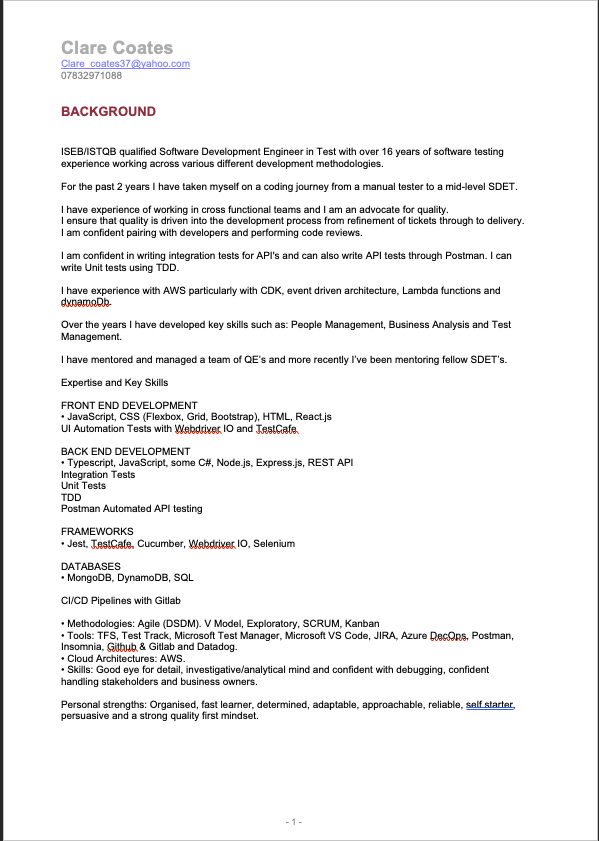 Clare Coates
Clare_coates37@yahoo.com
07832971088
BACKGROUND
ISEB/ISTQB qualified Software Development Engineer in Test with over 16 years of software testing
experience working across various different development methodologies.
For the past 2 years I have taken myself on a coding journey from a manual tester to a mid-level SDET.
I have experience of working in cross functional teams and I am an advocate for quality.
I ensure that quality is driven into the development process from refinement of tickets through to delivery.
I am confident pairing with developers and performing code reviews.
I am confident in writing integration tests for API's and can also write API tests through Postman. I can
write Unit tests using TDD.
I have experience with AWS particularly with CDK, event driven architecture, Lambda functions and
dynamoDb.
Over the years I have developed key skills such as: People Management, Business Analysis and Test
Management.
I have mentored and managed a team of QE's and more recently I've been mentoring fellow SDET's.
Expertise and Key Skills
FRONT END DEVELOPMENT
• JavaScript, CSS (Flexbox, Grid, Bootstrap), HTML, React.js
UI Automation Tests with Webdriver IO and TestCafe.
BACK END DEVELOPMENT
• Typescript, JavaScript, some C#, Node.js, Express.js, REST API
Integration Tests
Unit Tests
TDD
Postman Automated API testing
FRAMEWORKS
• Jest, TestCafe, Cucumber, Webdriver IO, Selenium
DATABASES
• MongoDB, DynamoDB, SQL
CI/CD Pipelines with Gitlab
• Methodologies: Agile (DSDM). V Model, Exploratory, SCRUM, Kanban
• Tools: TFS, Test Track, Microsoft Test Manager, Microsoft VS Code, JIRA, Azure DecOps, Postman,
Insomnia, Github & Gitlab and Datadog.
• Cloud Architectures: AWS.
• Skills: Good eye for detail, investigative/analytical mind and confident with debugging, confident
handling stakeholders and business owners.
Personal strengths: Organised, fast learner, determined, adaptable, approachable, reliable, self starter,
persuasive and a strong quality first mindset.
- 1 -